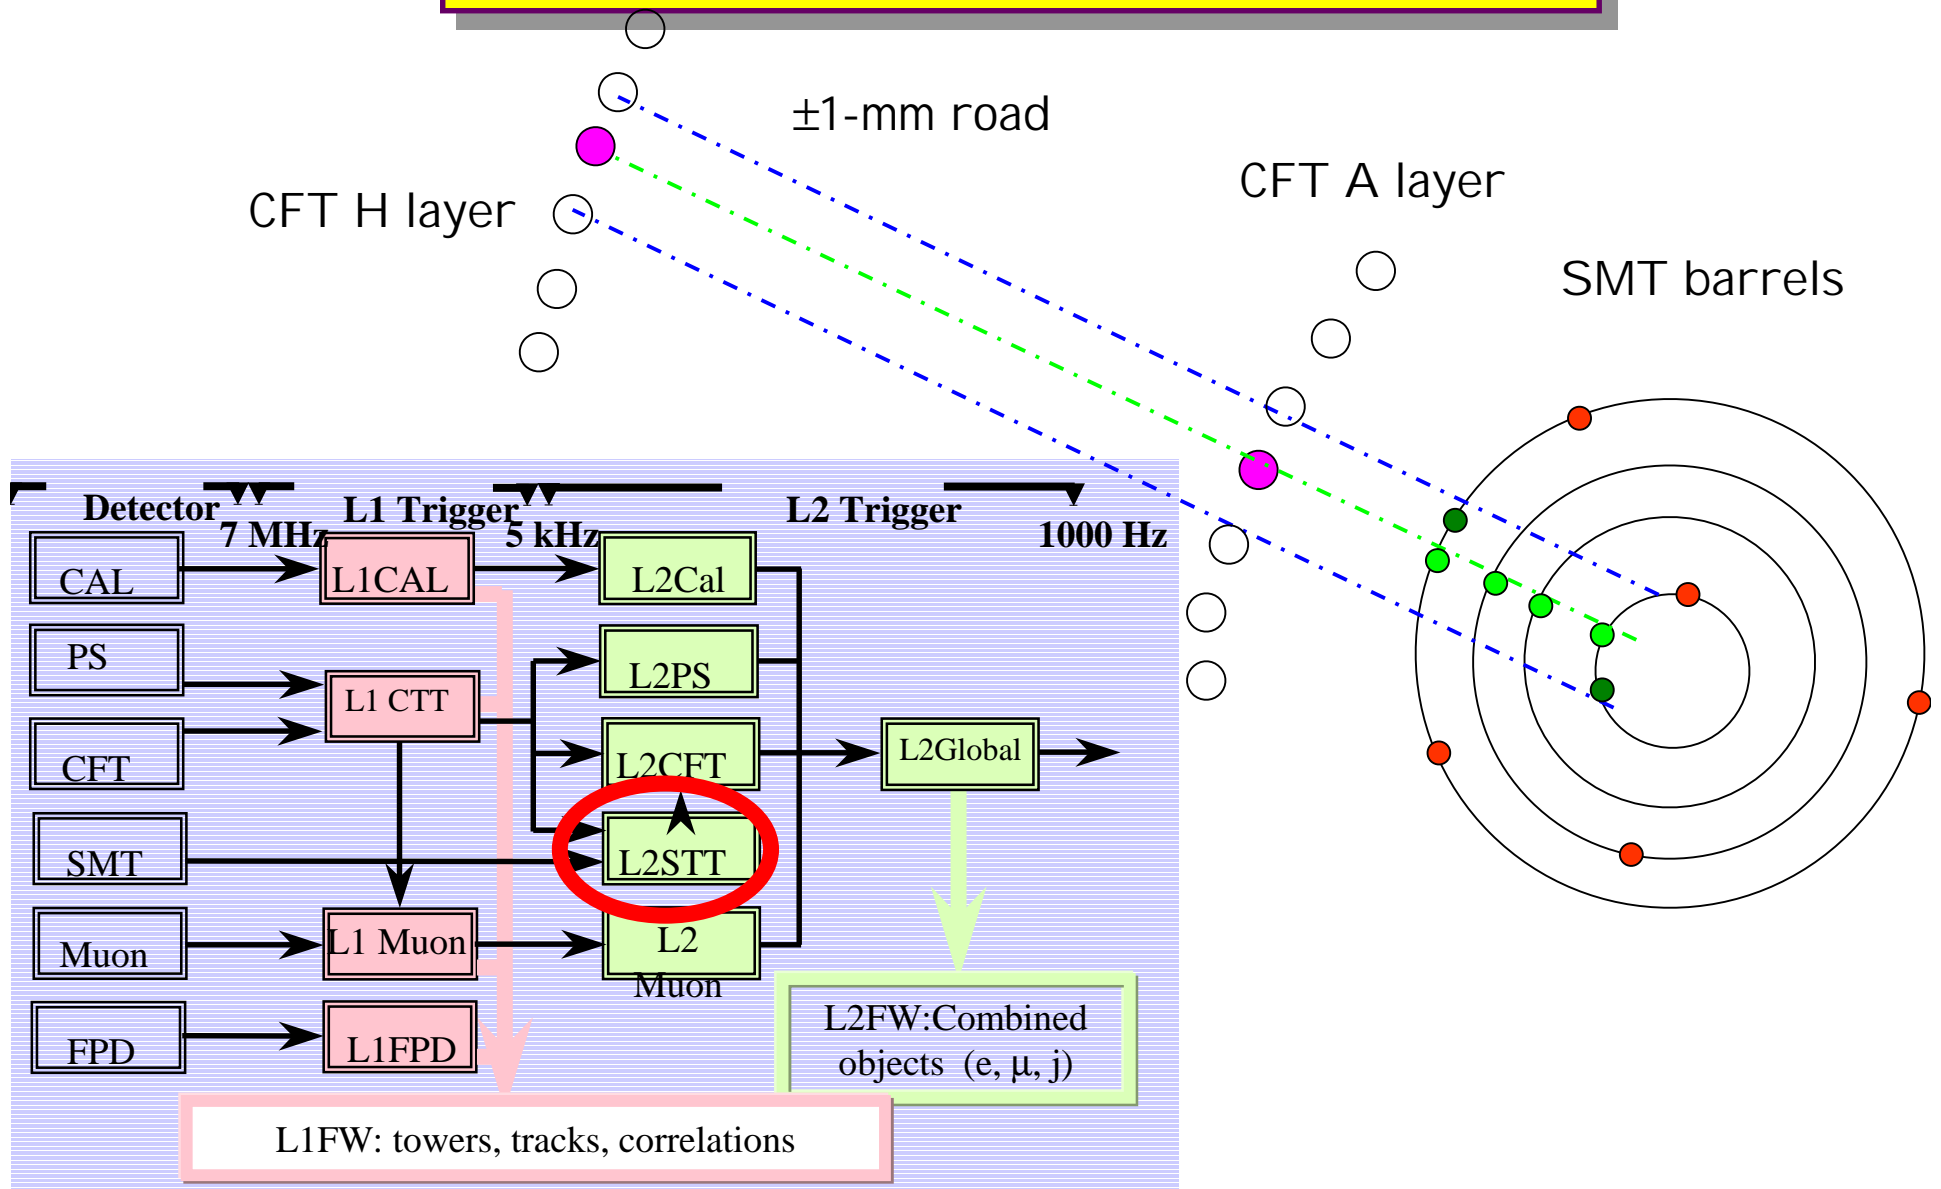 ±1-mm road
CFT A layer
CFT H layer
SMT barrels
Detector
7 MHz
L1 Trigger
5 kHz
L2 Trigger
1000 Hz
CAL
L1CAL
L2Cal
PS
L2PS
L1 CTT
CFT
L2CFT
L2Global
SMT
L2STT
Muon
L1 Muon
L2
Muon
FPD
L1FPD
L2FW:Combined
objects (e, μ, j)
L1FW: towers, tracks, correlations